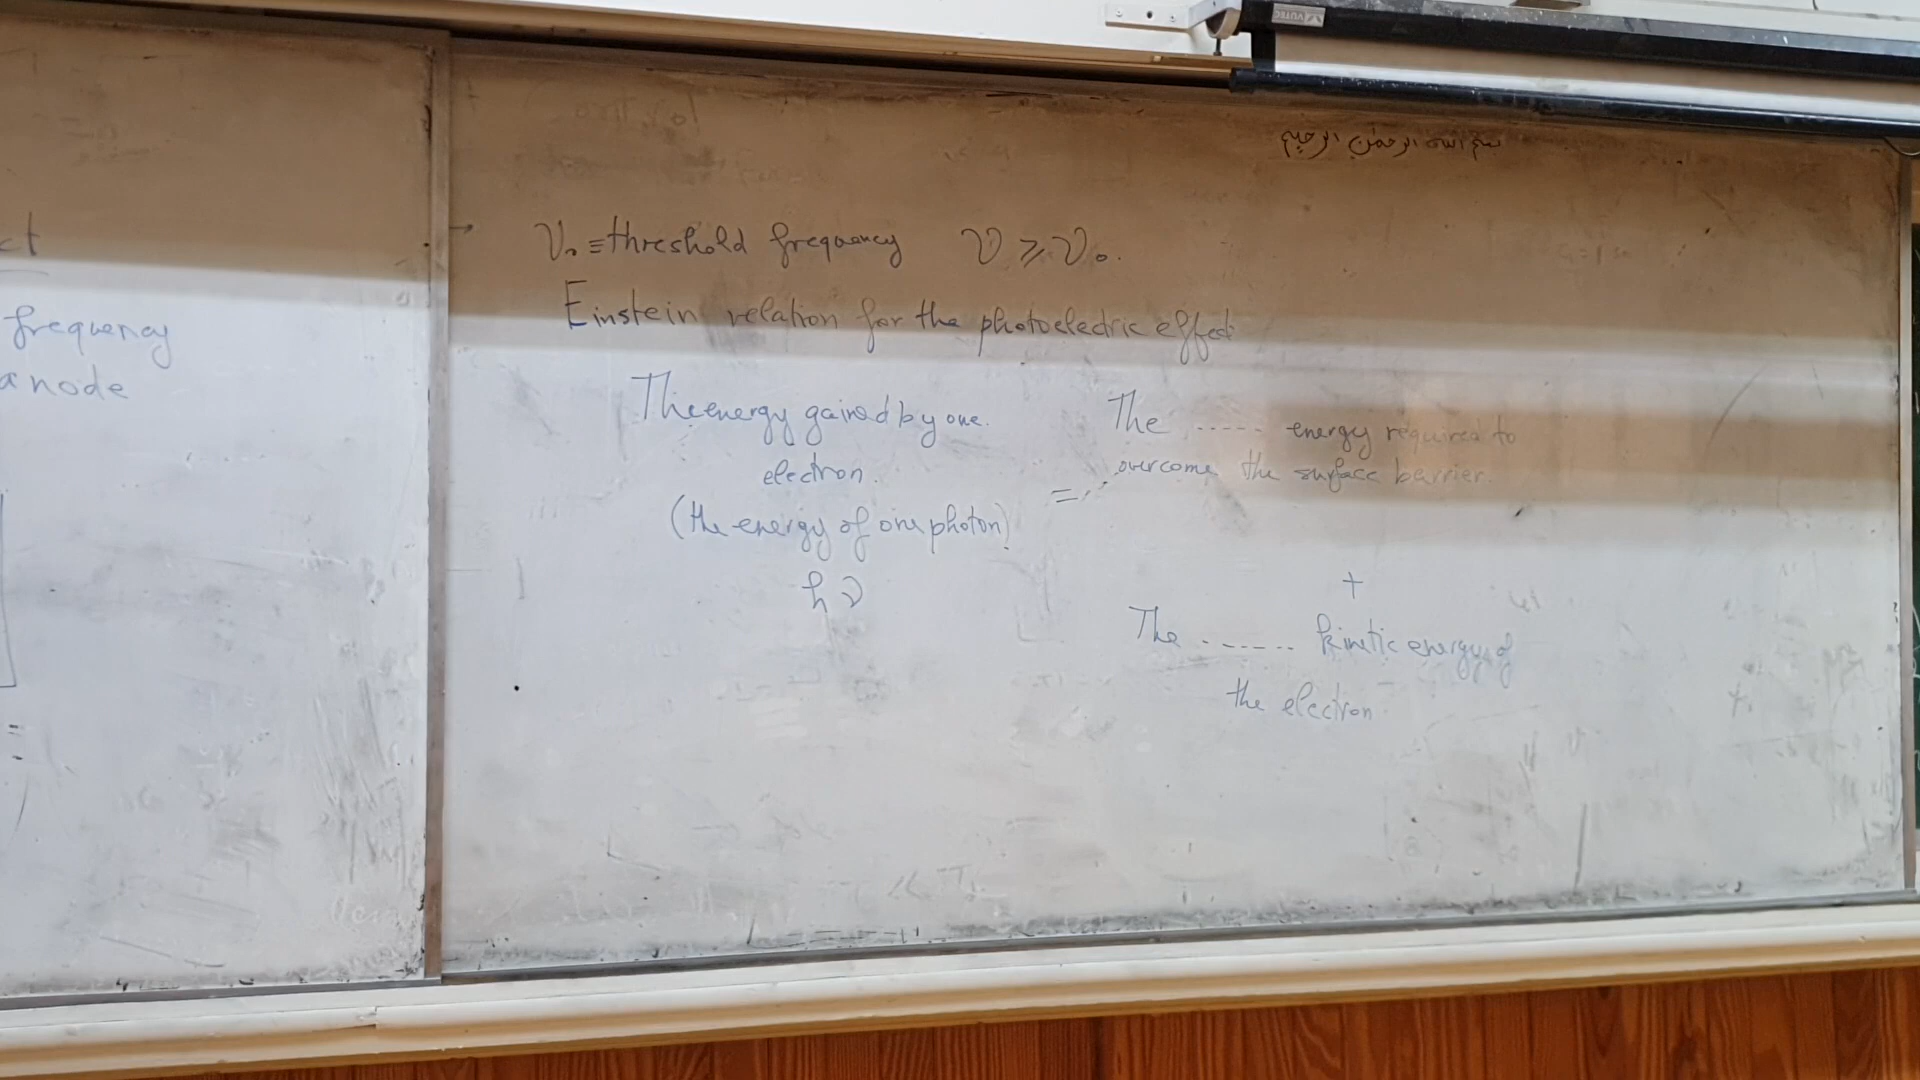 VUTEC
بسم الله الرحمن الرحيم
ct
frequency
anode
ν₀ ≡ threshold frequency ν ⩾ ν₀.
Einstein relation for the photoelectric effect
The energy gained by one.
electron.
(the energy of one photon)
hν
=
The ----- energy required to
overcome the surface barrier.
+
The ------ kinetic energy of
the electron